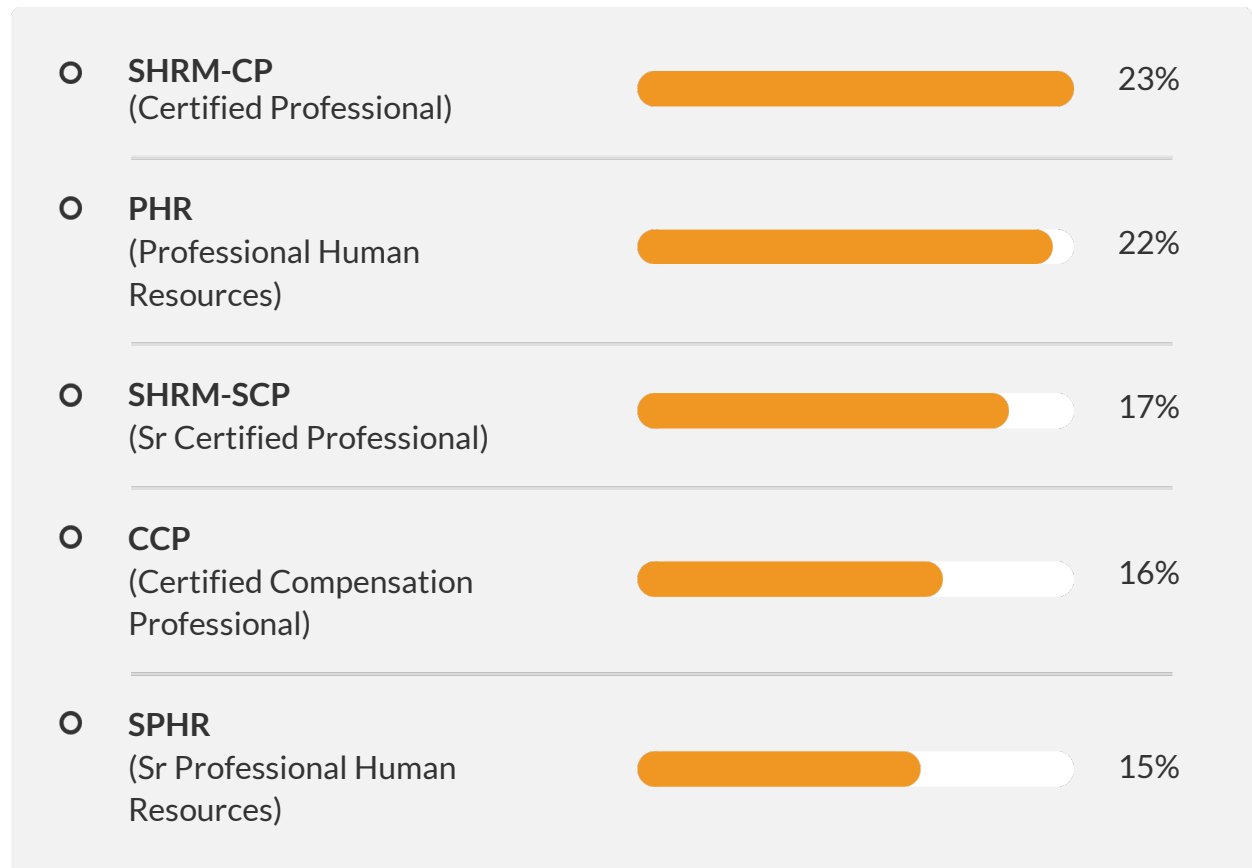 SHRM-CP
(Certified Professional)
23%
PHR
(Professional Human
Resources)
22%
SHRM-SCP
(Sr Certified Professional)
17%
CCP
(Certified Compensation
Professional)
16%
SPHR
(Sr Professional Human
Resources)
15%